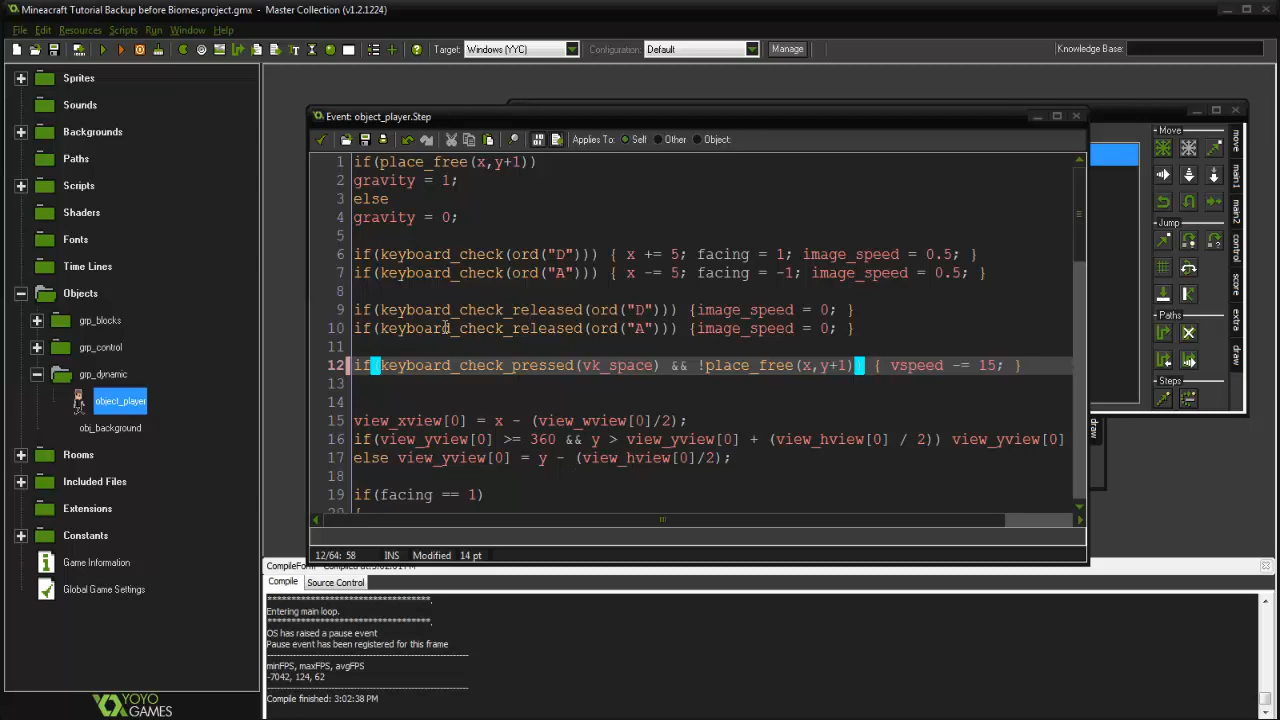 Mineacraft Tutorial Backup before Biomes.project.gmx - Master Collection (v1.2.1224)
File Edit Resources Scripts Run Window Help
Target: Windows (YYC) Configuration: Default Manage Knowledge Base:
Sprites
Sounds
Backgrounds
Paths
Scripts
Shaders
Fonts
Time Lines
Objects
grp_blocks
grp_control
grp_dynamic
object_player
obj_background
Rooms
Included Files
Extensions
Constants
Game Information
Global Game Settings
YOYO
GAMES
Event: object_player.Step
Applies To: Self Other Object:
1 if(place_free(x,y+1))
2 gravity = 1;
3 else
4 gravity = 0;
5
6 if(keyboard_check(ord("D"))) { x += 5; facing = 1; image_speed = 0.5; }
7 if(keyboard_check(ord("A"))) { x -= 5; facing = -1; image_speed = 0.5; }
8
9 if(keyboard_check_released(ord("D"))) {image_speed = 0; }
10 if(keyboard_check_released(ord("A"))) {image_speed = 0; }
11
12 if(keyboard_check_pressed(vk_space) && !place_free(x,y+1)) { vspeed -= 15; }
13
14
15 view_xview[0] = x - (view_wview[0]/2);
16 if(view_yview[0] >= 360 && y > view_yview[0] + (view_hview[0] / 2)) view_yview[0]
17 else view_yview[0] = y - (view_hview[0]/2);
18
19 if(facing == 1)
20 {
12/64: 58 INS Modified 14 pt
Move
Jump
Paths
Steps
move
main1
main2
control
score
extra
draw
draw
CompileForm - Compiled at 3:02:01 PM
Compile Source Control
***********************************.
Entering main loop.
***********************************.
OS has raised a pause event
Pause event has been registered for this frame
minFPS, maxFPS, avgFPS
-7042, 124, 62
Compile finished: 3:02:38 PM